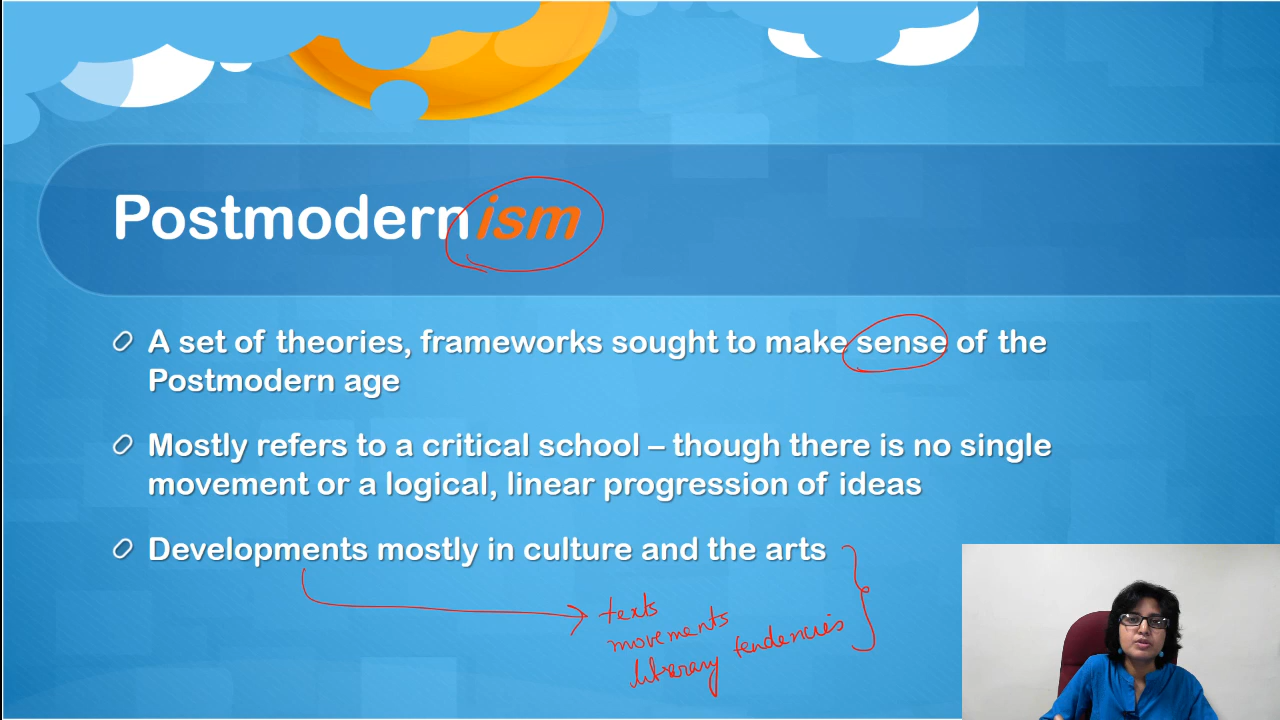 Postmodernism
A set of theories, frameworks sought to make sense of the
Postmodern age
Mostly refers to a critical school – though there is no single
movement or a logical, linear progression of ideas
Developments mostly in culture and the arts
texts
movements
literary tendencies